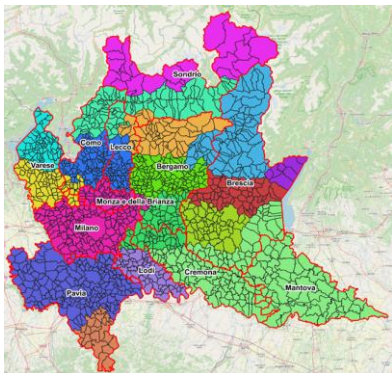 Sondrio
Como
Lecco
Varese
Bergamo
Brescia
Monza e della Brianza
Milano
Lodi
Cremona
Pavia
Mantova